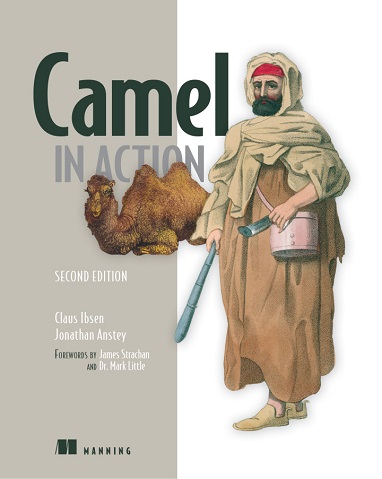 Camel
IN ACTION
SECOND EDITION
Claus Ibsen
Jonathan Anstey
FOREWORDS BY James Strachan
AND Dr. Mark Little
MANNING